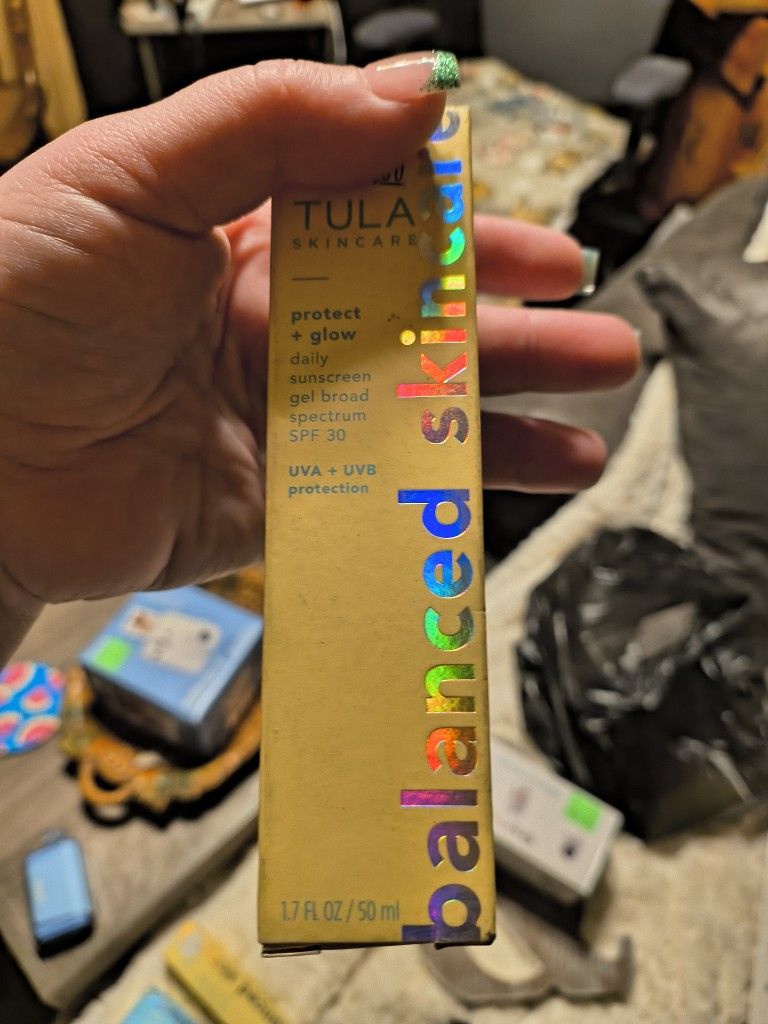 TULA
SKINCARE
protect
+ glow
daily
sunscreen
gel broad
spectrum
SPF 30
UVA + UVB
protection
1.7 FL OZ / 50 ml
balanced skincare